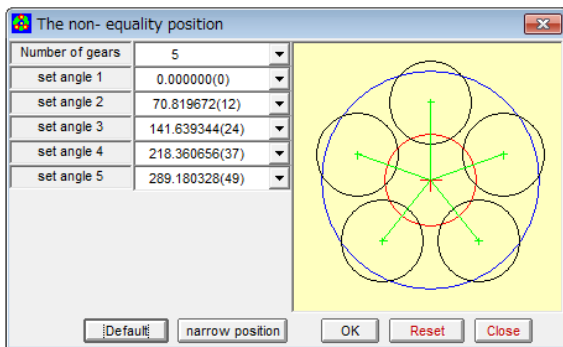 The non- equality position
Number of gears 5
set angle 1 0.000000(0)
set angle 2 70.819672(12)
set angle 3 141.639344(24)
set angle 4 218.360656(37)
set angle 5 289.180328(49)
Default narrow position OK Reset Close